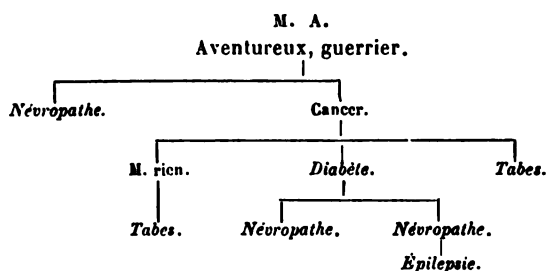 M. A.
Aventureux, guerrier.
Névropathe. Cancer.
M. rien. Diabète. Tabes.
Tabes. Névropathe. Névropathe.
Épilepsie.